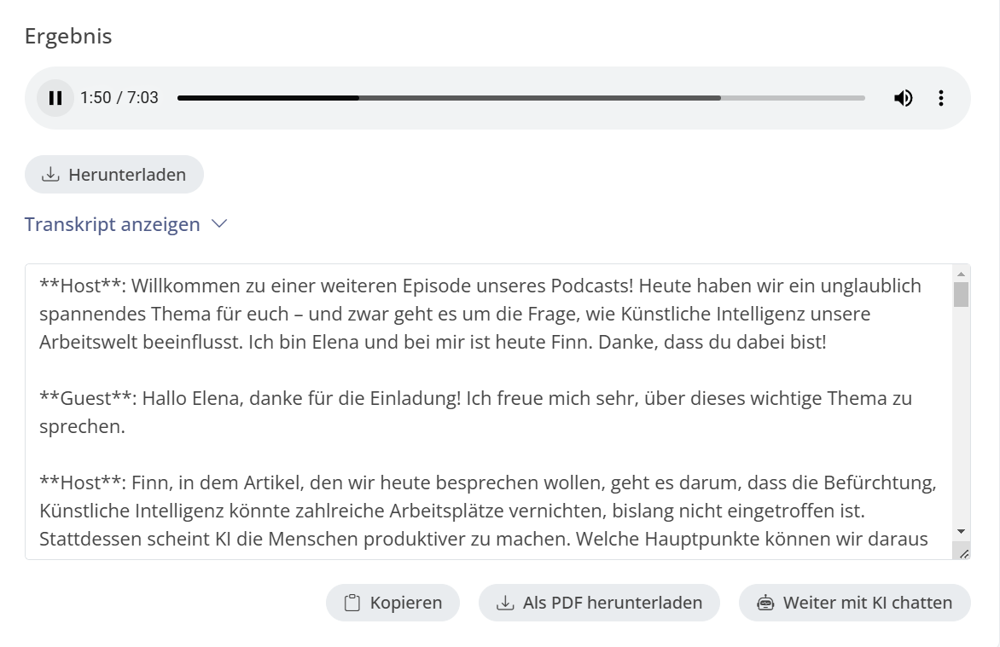 Ergebnis
1:50 / 7:03
Herunterladen
Transkript anzeigen
**Host**: Willkommen zu einer weiteren Episode unseres Podcasts! Heute haben wir ein unglaublich
spannendes Thema für euch – und zwar geht es um die Frage, wie Künstliche Intelligenz unsere
Arbeitswelt beeinflusst. Ich bin Elena und bei mir ist heute Finn. Danke, dass du dabei bist!
**Guest**: Hallo Elena, danke für die Einladung! Ich freue mich sehr, über dieses wichtige Thema zu
sprechen.
**Host**: Finn, in dem Artikel, den wir heute besprechen wollen, geht es darum, dass die Befürchtung,
Künstliche Intelligenz könnte zahlreiche Arbeitsplätze vernichten, bislang nicht eingetroffen ist.
Stattdessen scheint KI die Menschen produktiver zu machen. Welche Hauptpunkte können wir daraus
Kopieren
Als PDF herunterladen
Weiter mit KI chatten